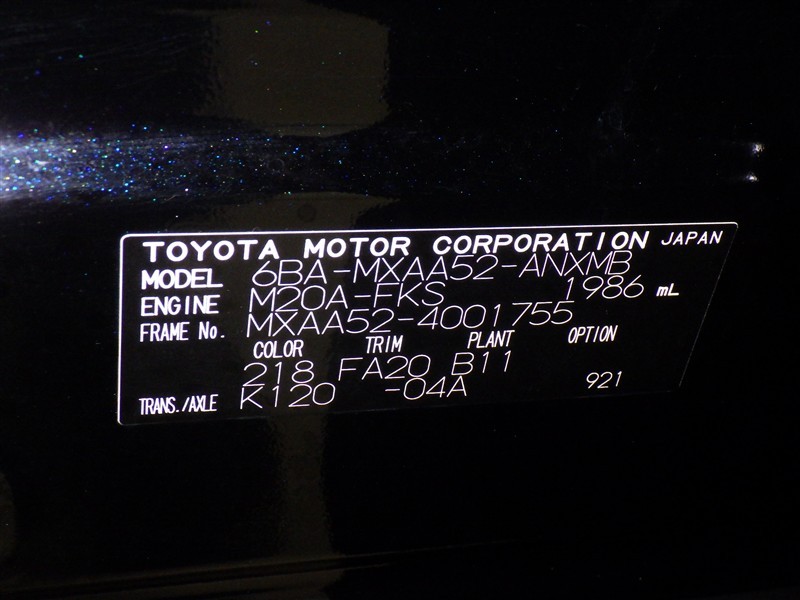 TOYOTA MOTOR CORPORATION JAPAN
MODEL 6BA-MXAA52-ANXMB
ENGINE M20A-FKS 1986 mL
FRAME No. MXAA52-4001755
COLOR TRIM PLANT OPTION
218 FA20 B11
TRANS./AXLE K120 -04A 921